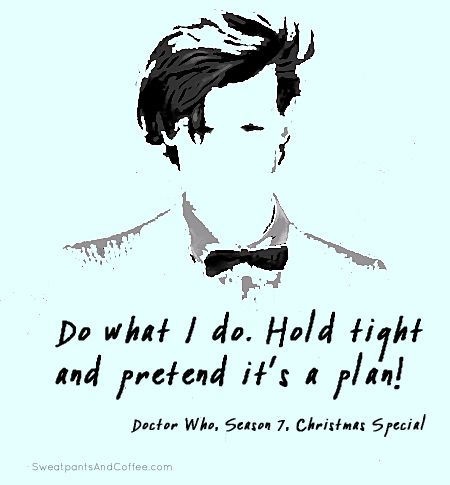 Do what I do. Hold tight
and pretend it's a plan!
Doctor Who, Season 7, Christmas Special
SweatpantsAndCoffee.com